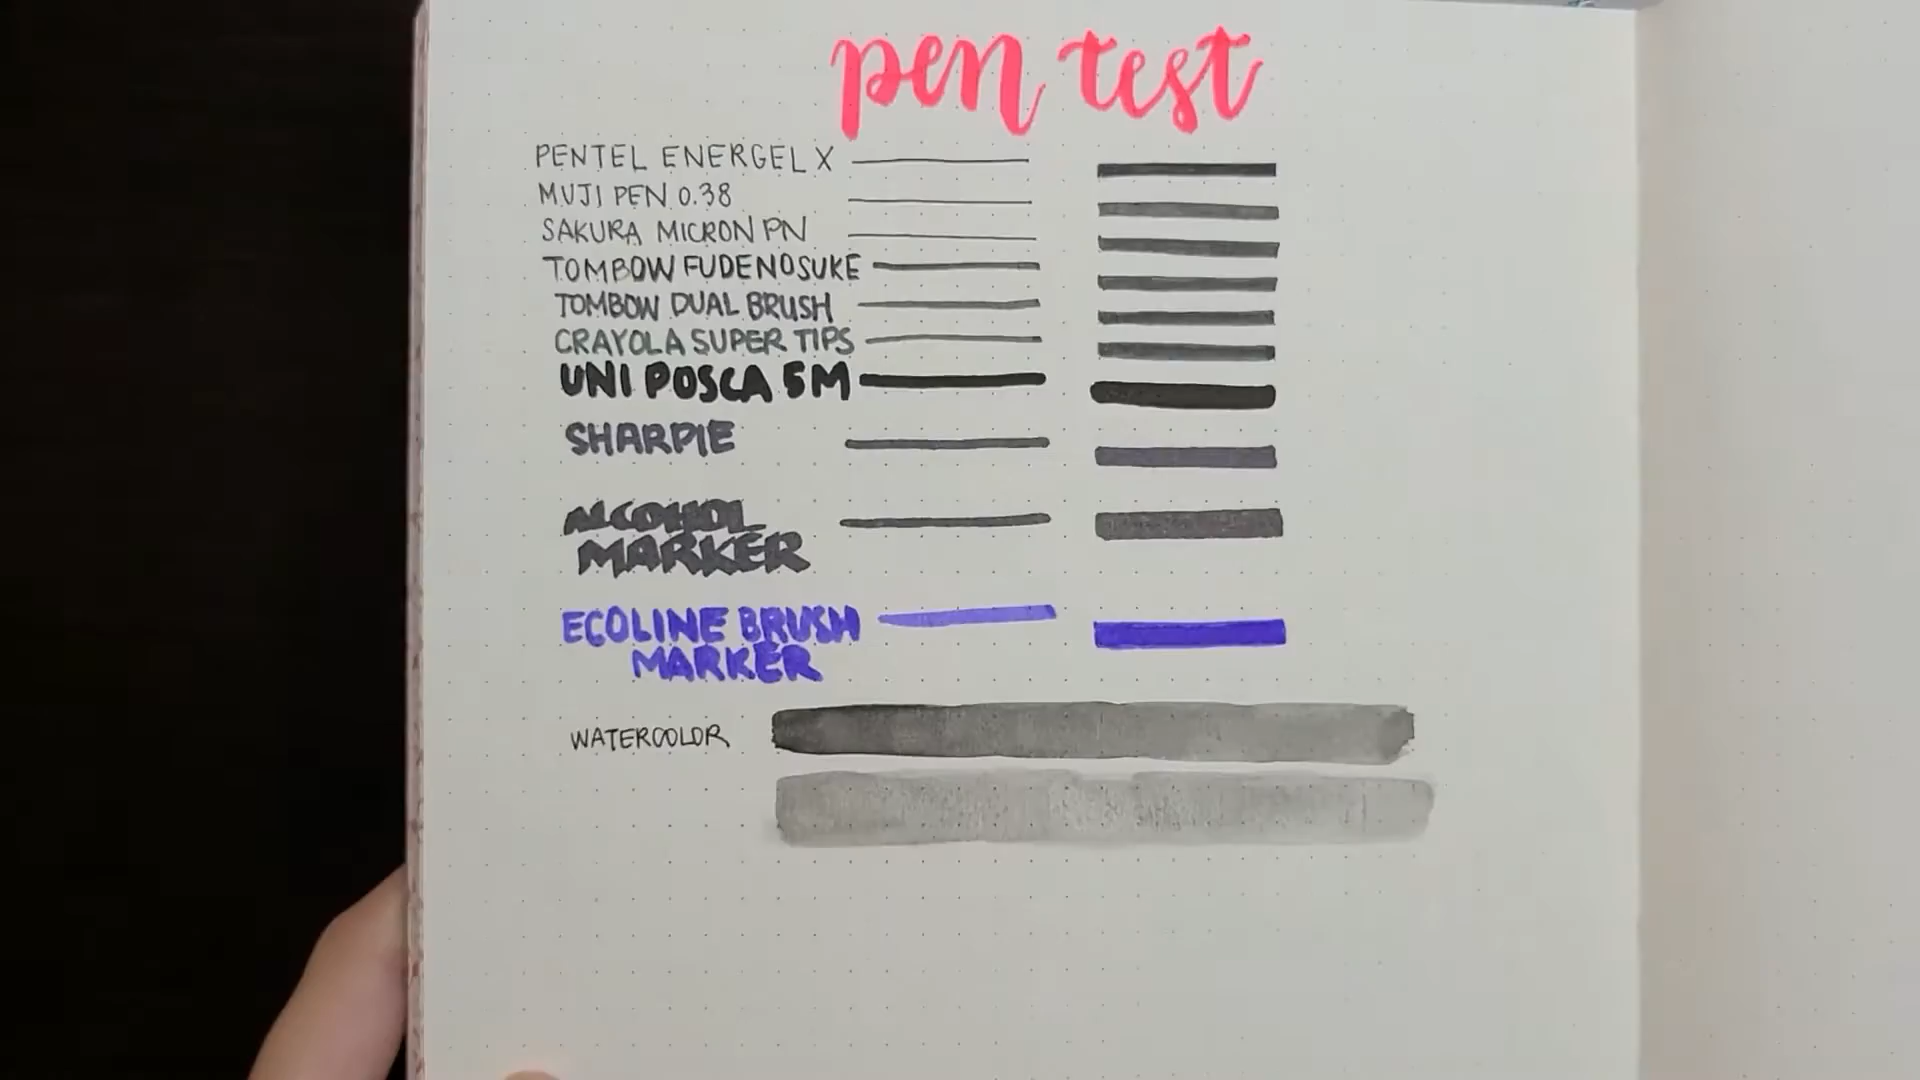 pen test
PENTEL ENERGEL X
MUJI PEN 0.38
SAKURA MICRON PN
TOMBOW FUDENOSUKE
TOMBOW DUAL BRUSH
CRAYOLA SUPER TIPS
UNI POSCA 5M
SHARPIE
ALCOHOL
MARKER
ECOLINE BRUSH
MARKER
WATERCOLOR